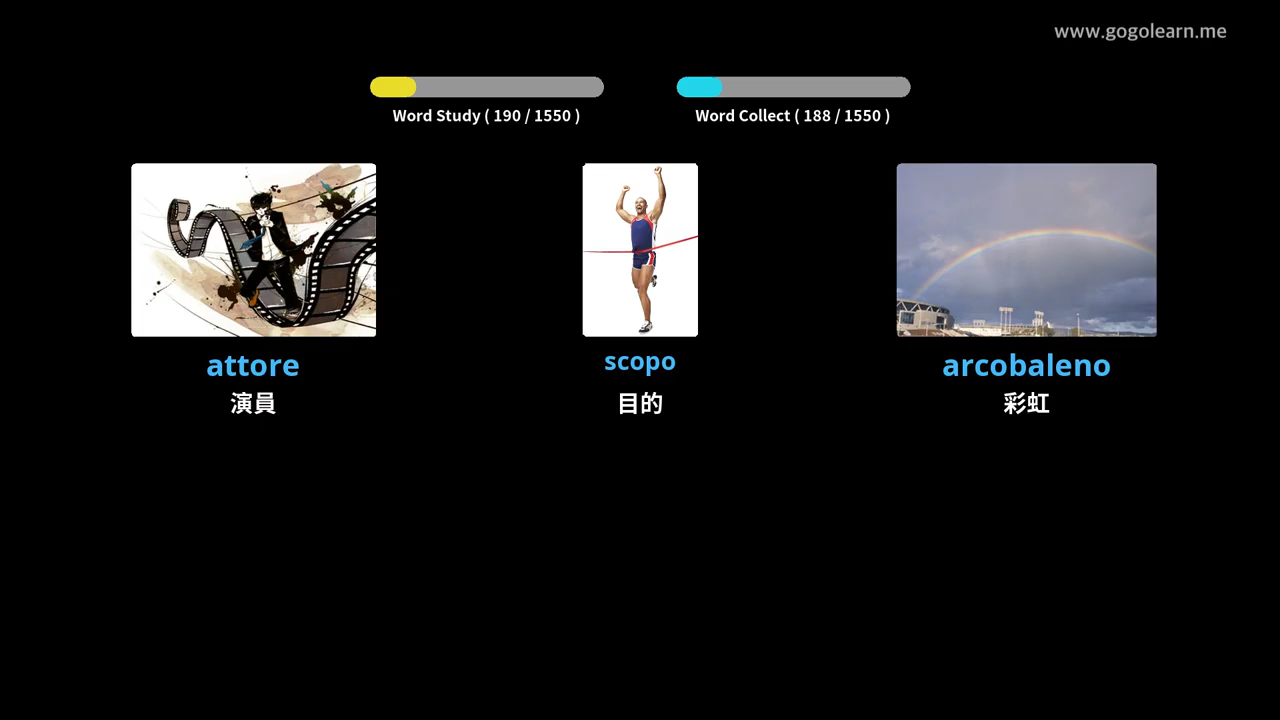 www.gogolearn.me
Word Study ( 190 / 1550 )
Word Collect ( 188 / 1550 )
attore
演員
scopo
目的
arcobaleno
彩虹